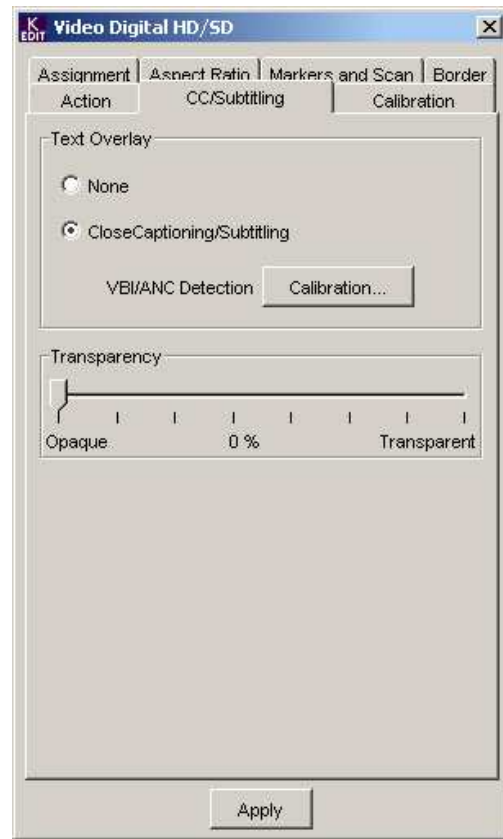 K EDIT Video Digital HD/SD
Assignment Aspect Ratio Markers and Scan Border
Action CC/Subtitling Calibration
Text Overlay
None
CloseCaptioning/Subtitling
VBI/ANC Detection Calibration...
Transparency
Opaque 0 % Transparent
Apply